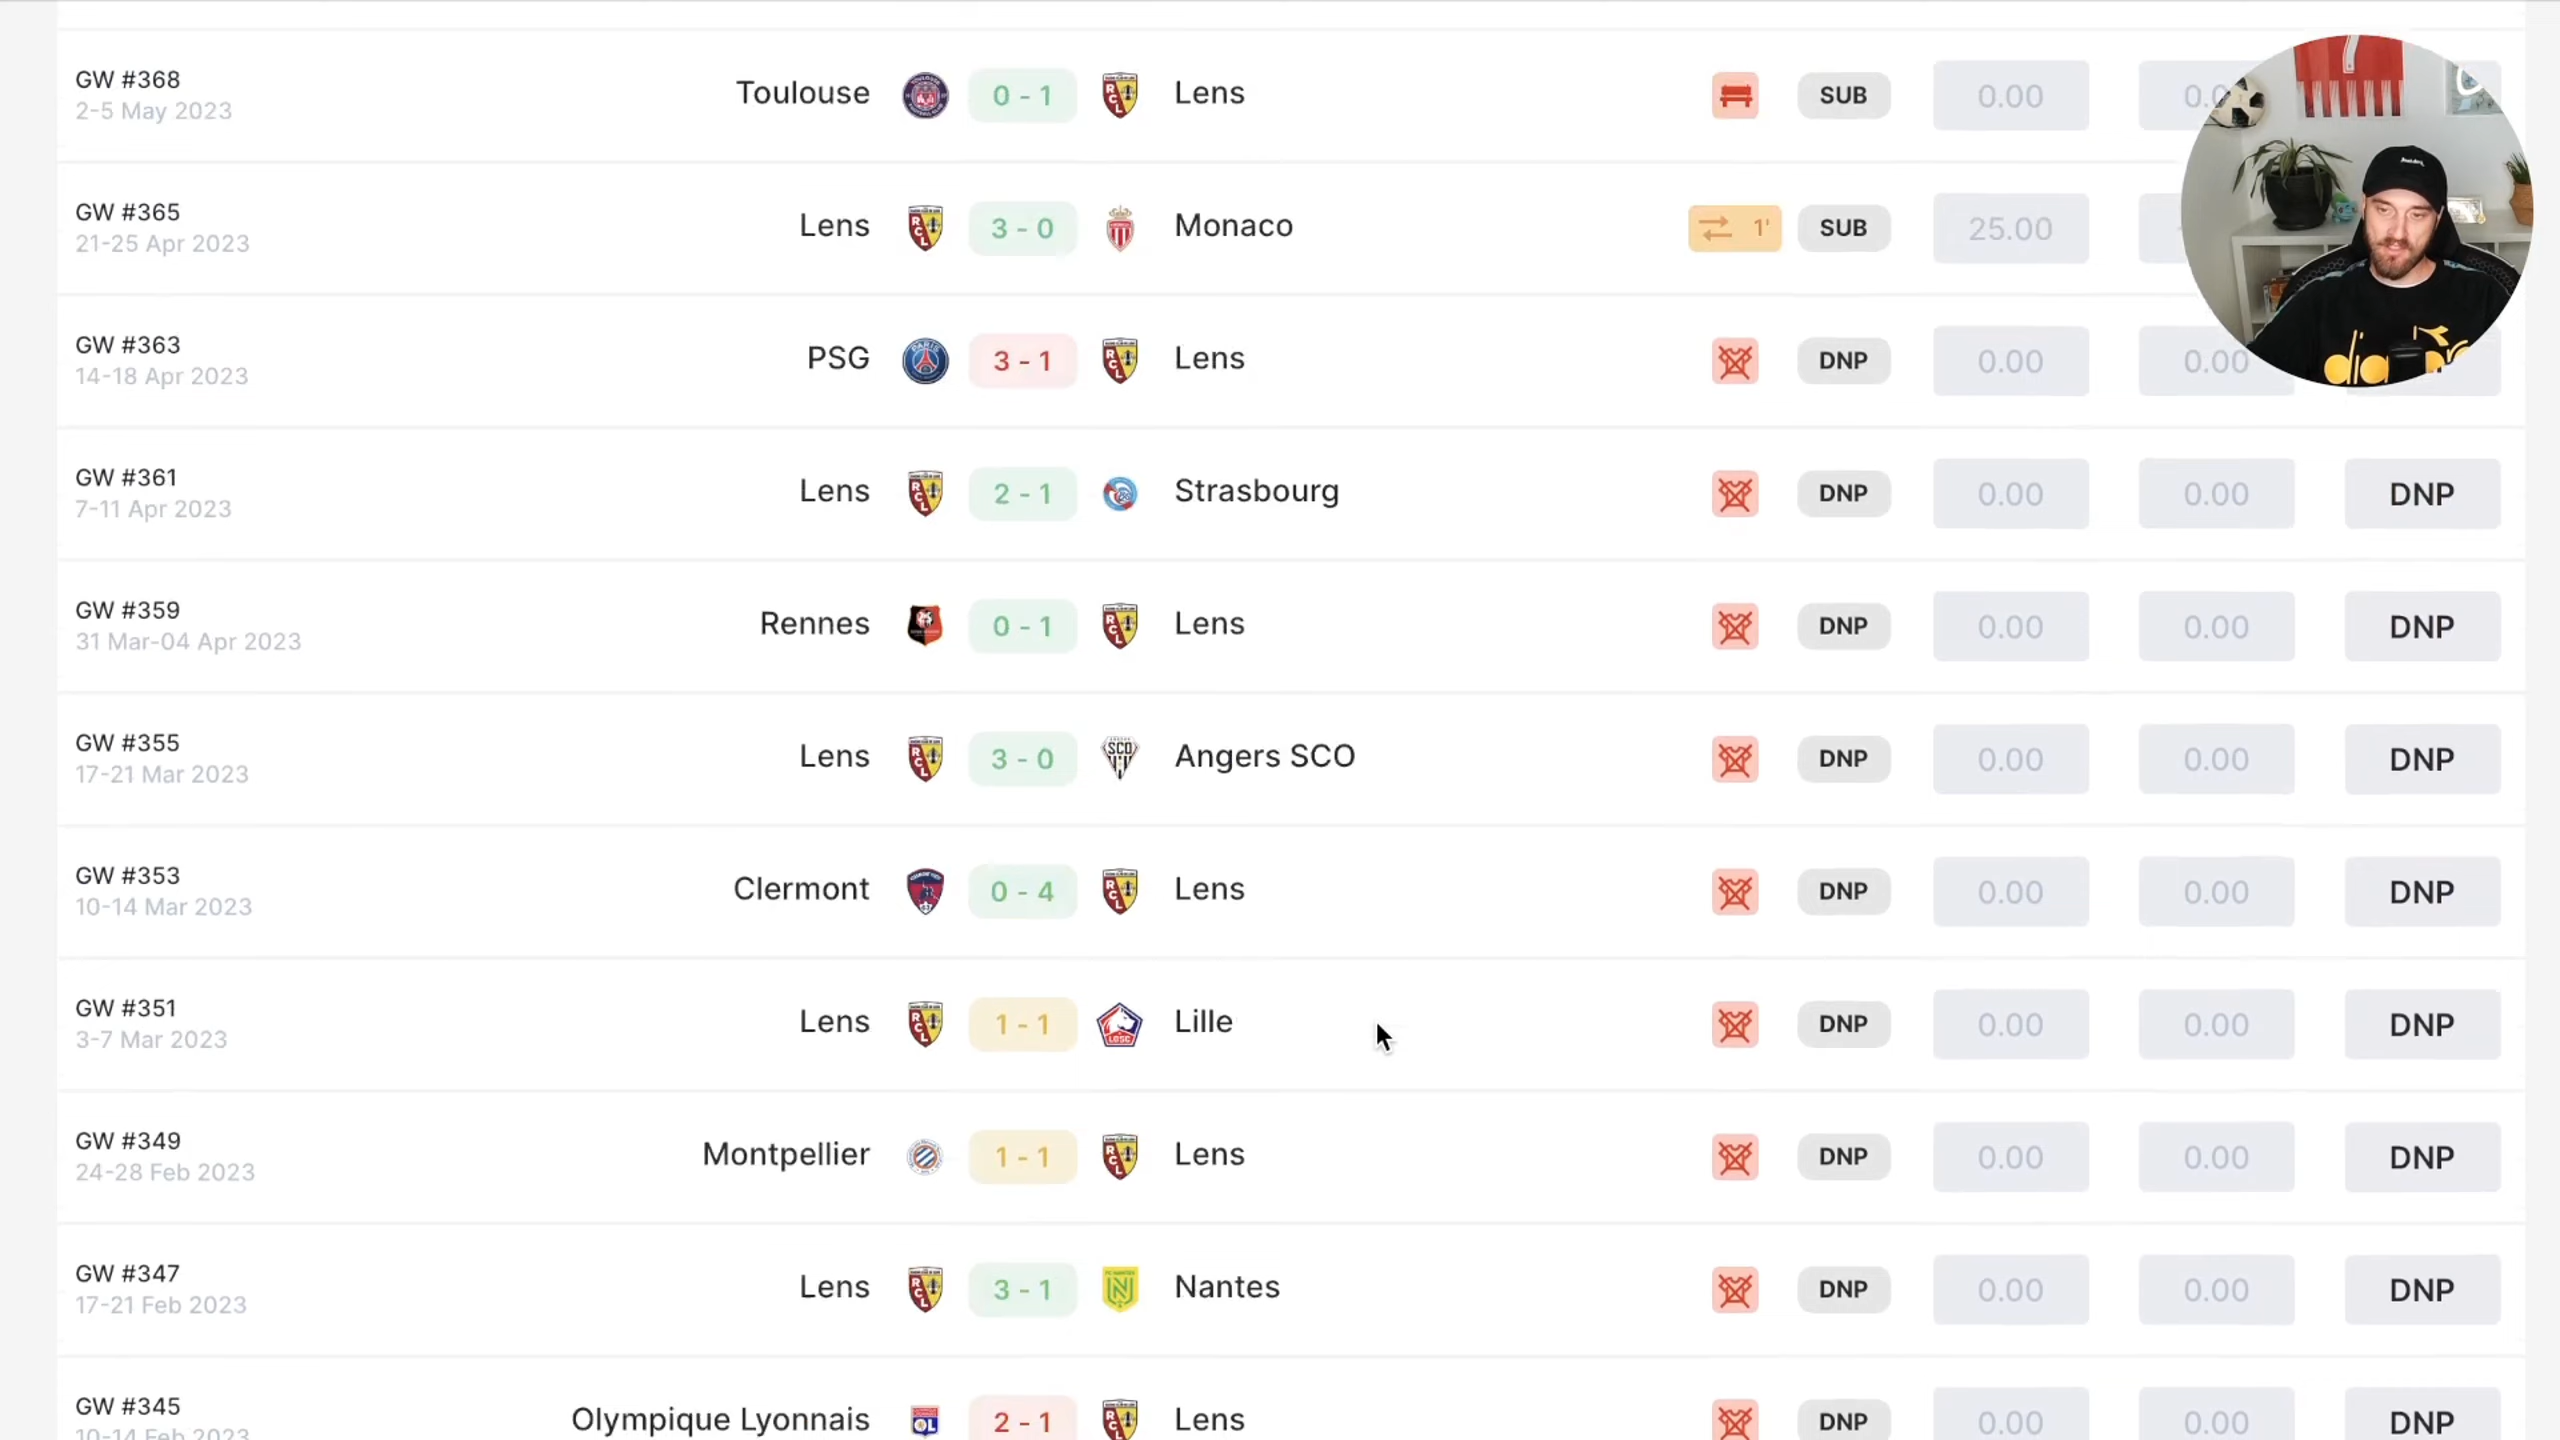 GW #368
2-5 May 2023
Toulouse 0 - 1 Lens SUB 0.00
GW #365
21-25 Apr 2023
Lens 3 - 0 Monaco 1' SUB 25.00
GW #363
14-18 Apr 2023
PSG 3 - 1 Lens DNP 0.00 0.00
GW #361
7-11 Apr 2023
Lens 2 - 1 Strasbourg DNP 0.00 0.00 DNP
GW #359
31 Mar-04 Apr 2023
Rennes 0 - 1 Lens DNP 0.00 0.00 DNP
GW #355
17-21 Mar 2023
Lens 3 - 0 Angers SCO DNP 0.00 0.00 DNP
GW #353
10-14 Mar 2023
Clermont 0 - 4 Lens DNP 0.00 0.00 DNP
GW #351
3-7 Mar 2023
Lens 1 - 1 Lille DNP 0.00 0.00 DNP
GW #349
24-28 Feb 2023
Montpellier 1 - 1 Lens DNP 0.00 0.00 DNP
GW #347
17-21 Feb 2023
Lens 3 - 1 Nantes DNP 0.00 0.00 DNP
GW #345
10-14 Feb 2023
Olympique Lyonnais 2 - 1 Lens DNP 0.00 0.00 DNP